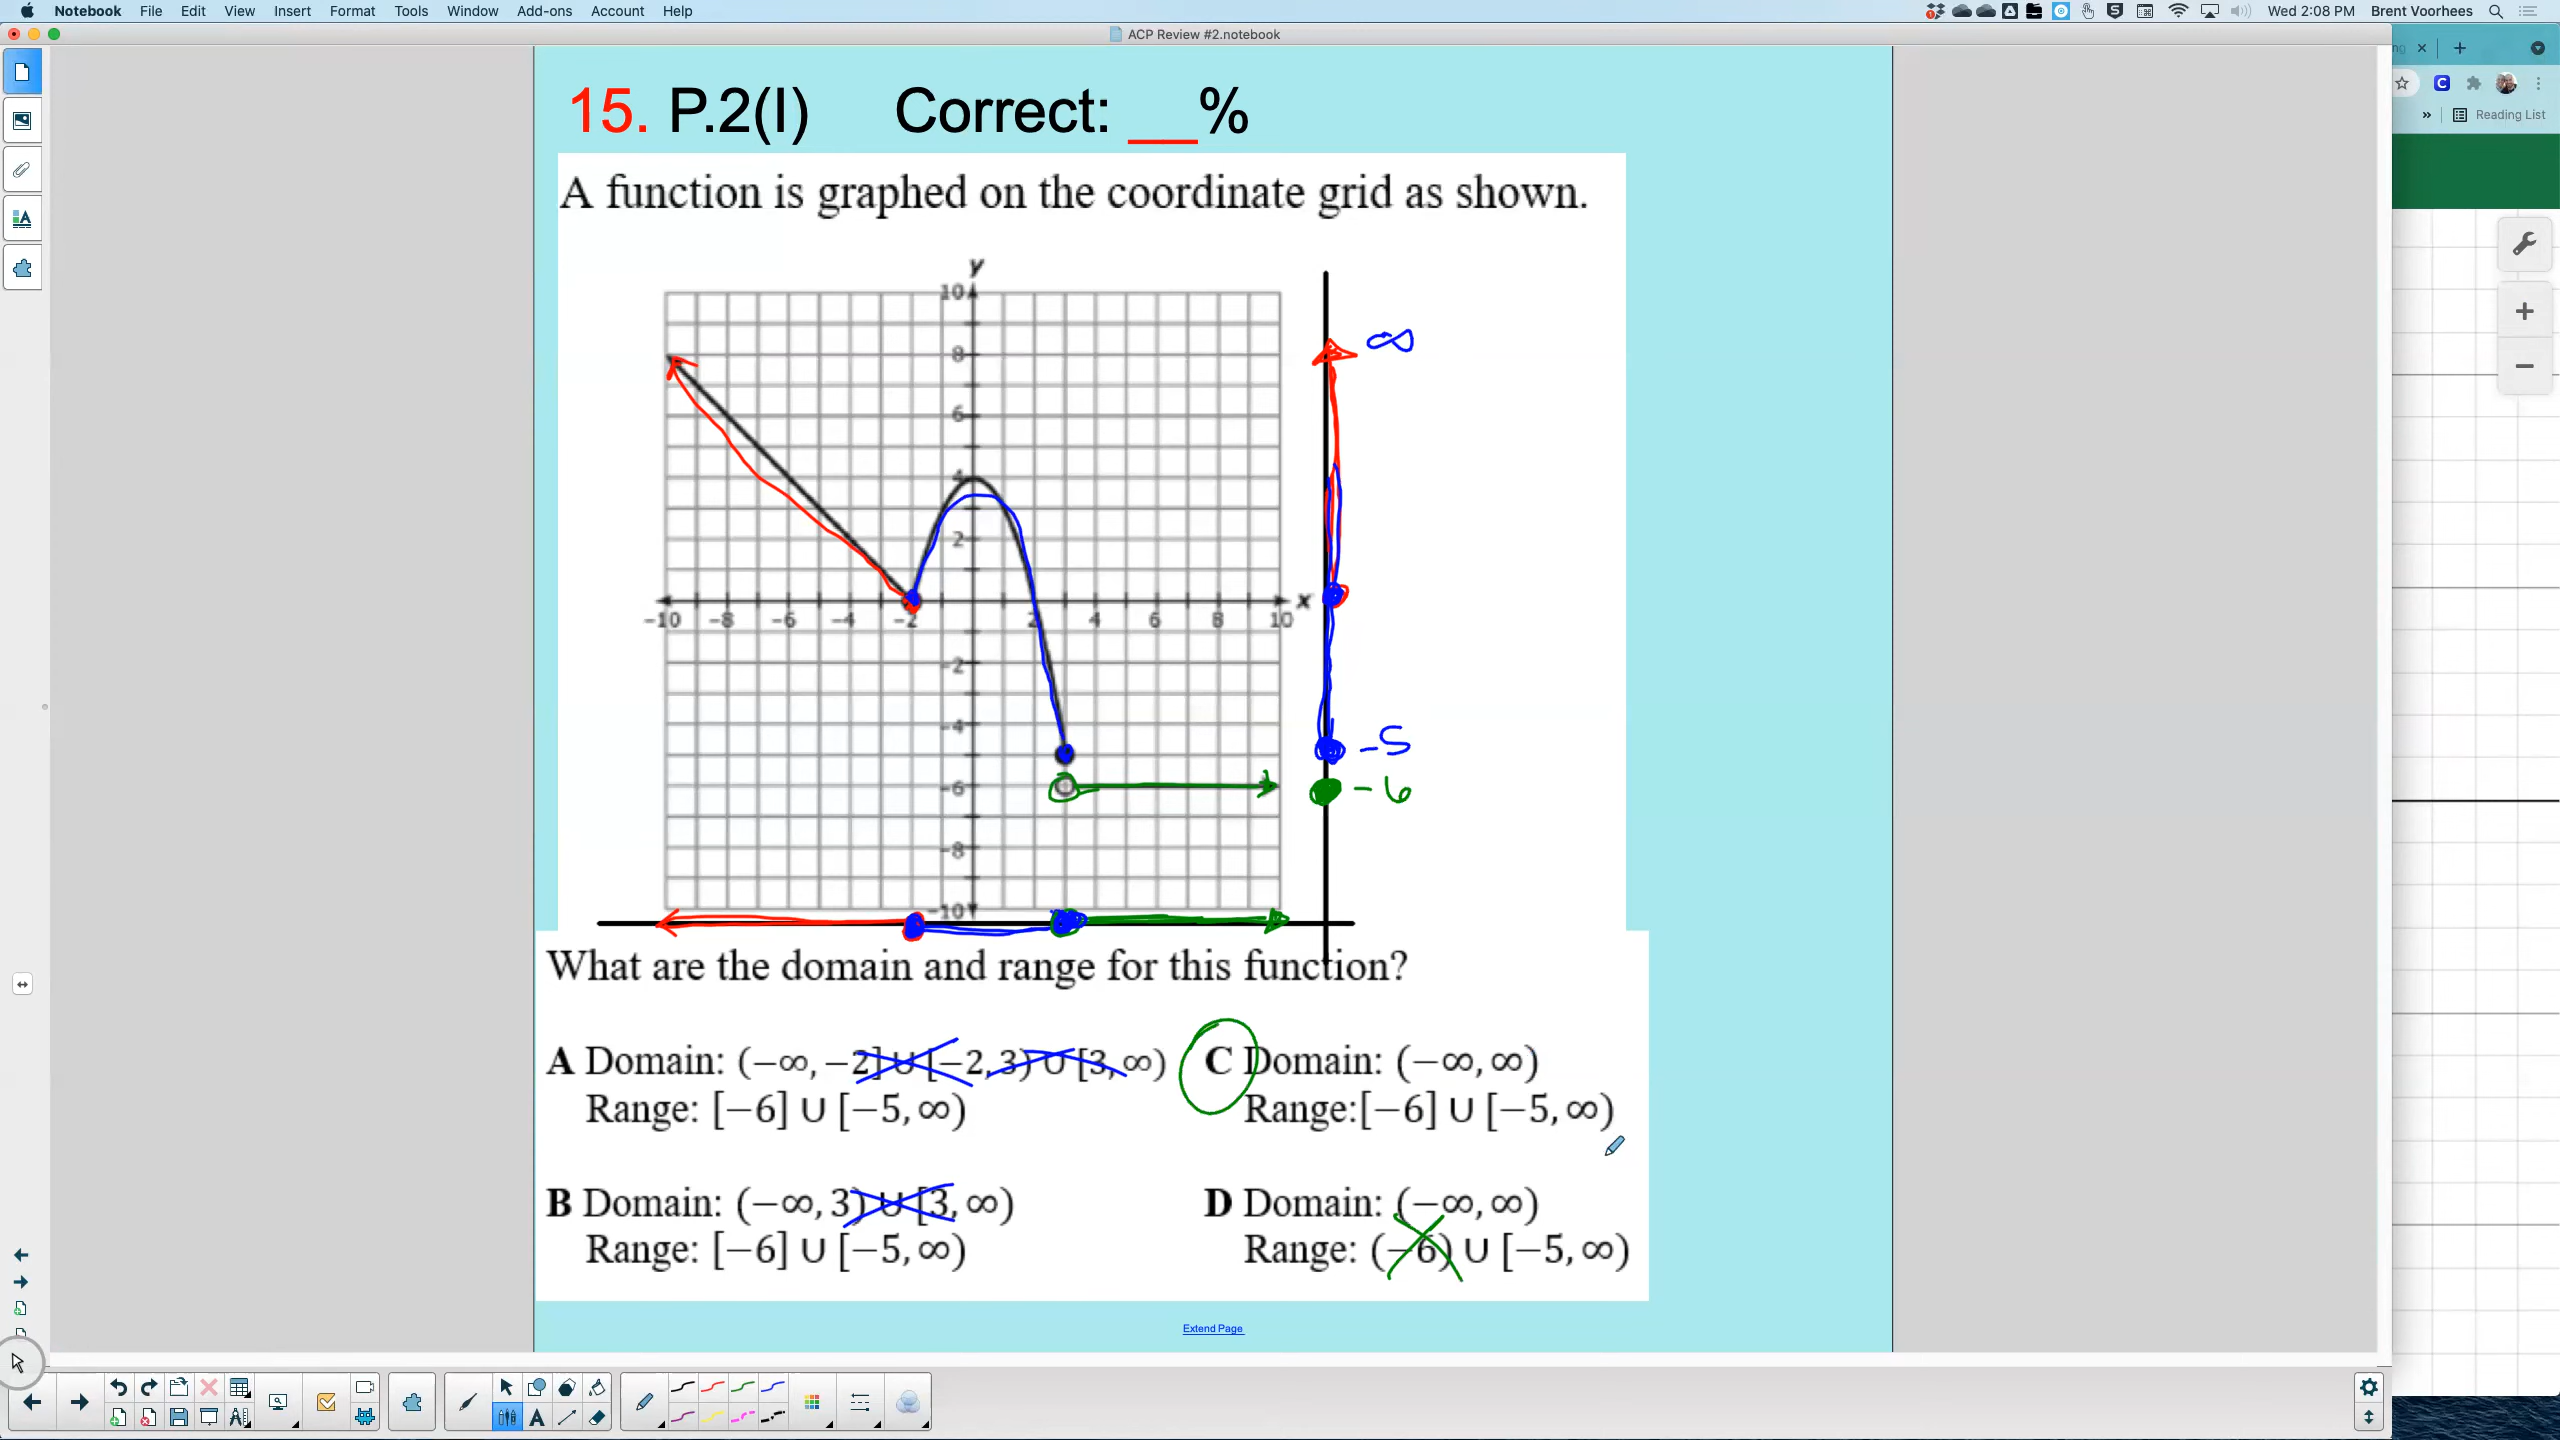 Notebook File Edit View Insert Format Tools Window Add-ons Account Help
Wed 2:08 PM Brent Voorhees
ACP Review #2.notebook
Reading List
15. P.2(I) Correct: __%
A function is graphed on the coordinate grid as shown.
y
10
8
6
4
2
-10 -8 -6 -4 -2 2 4 6 8 10 x
-2
-4
-6
-8
-10
∞
-5
-6
What are the domain and range for this function?
A Domain: (−∞, −2] ∪ [−2, 3) ∪ [3, ∞)
Range: [−6] ∪ [−5, ∞)
B Domain: (−∞, 3) ∪ [3, ∞)
Range: [−6] ∪ [−5, ∞)
C Domain: (−∞, ∞)
Range:[−6] ∪ [−5, ∞)
D Domain: (−∞, ∞)
Range: (−6) ∪ [−5, ∞)
Extend Page